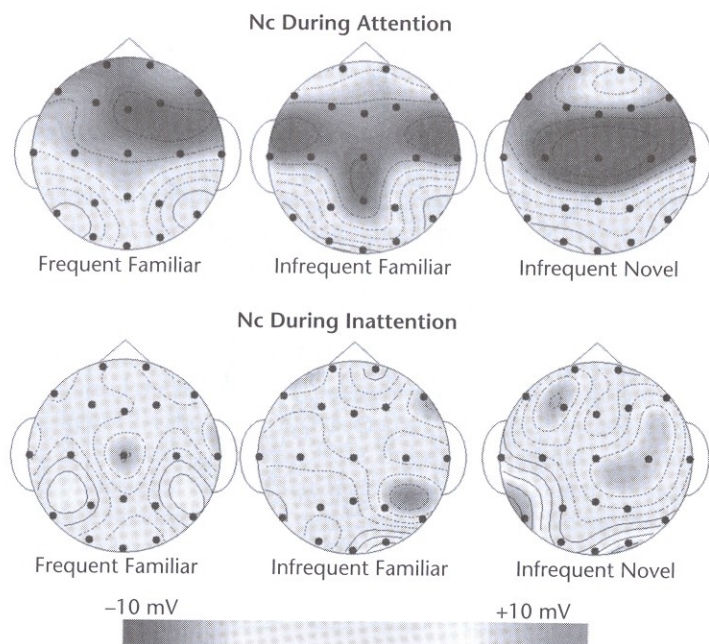 Nc During Attention
Frequent Familiar Infrequent Familiar Infrequent Novel
Nc During Inattention
Frequent Familiar Infrequent Familiar Infrequent Novel
–10 mV +10 mV